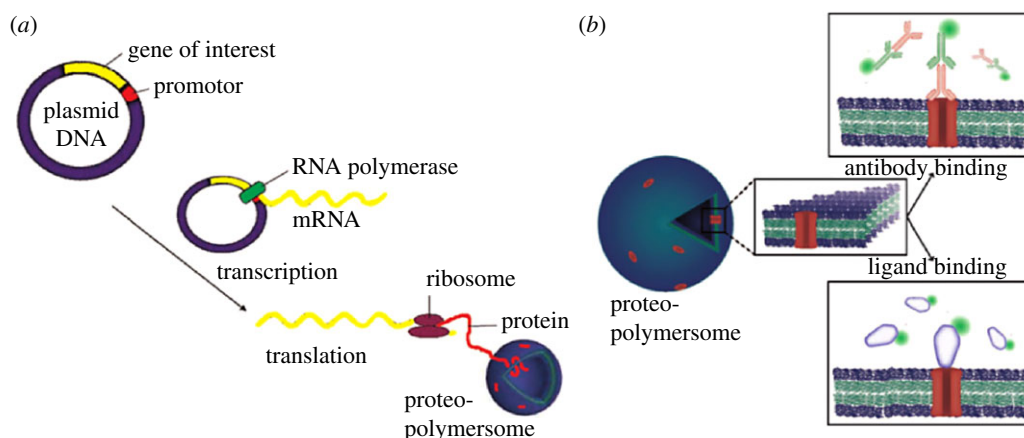 (a)
gene of interest
promotor
plasmid
DNA
RNA polymerase
mRNA
transcription
ribosome
protein
translation
proteo-
polymersome
(b)
antibody binding
proteo-
polymersome
ligand binding